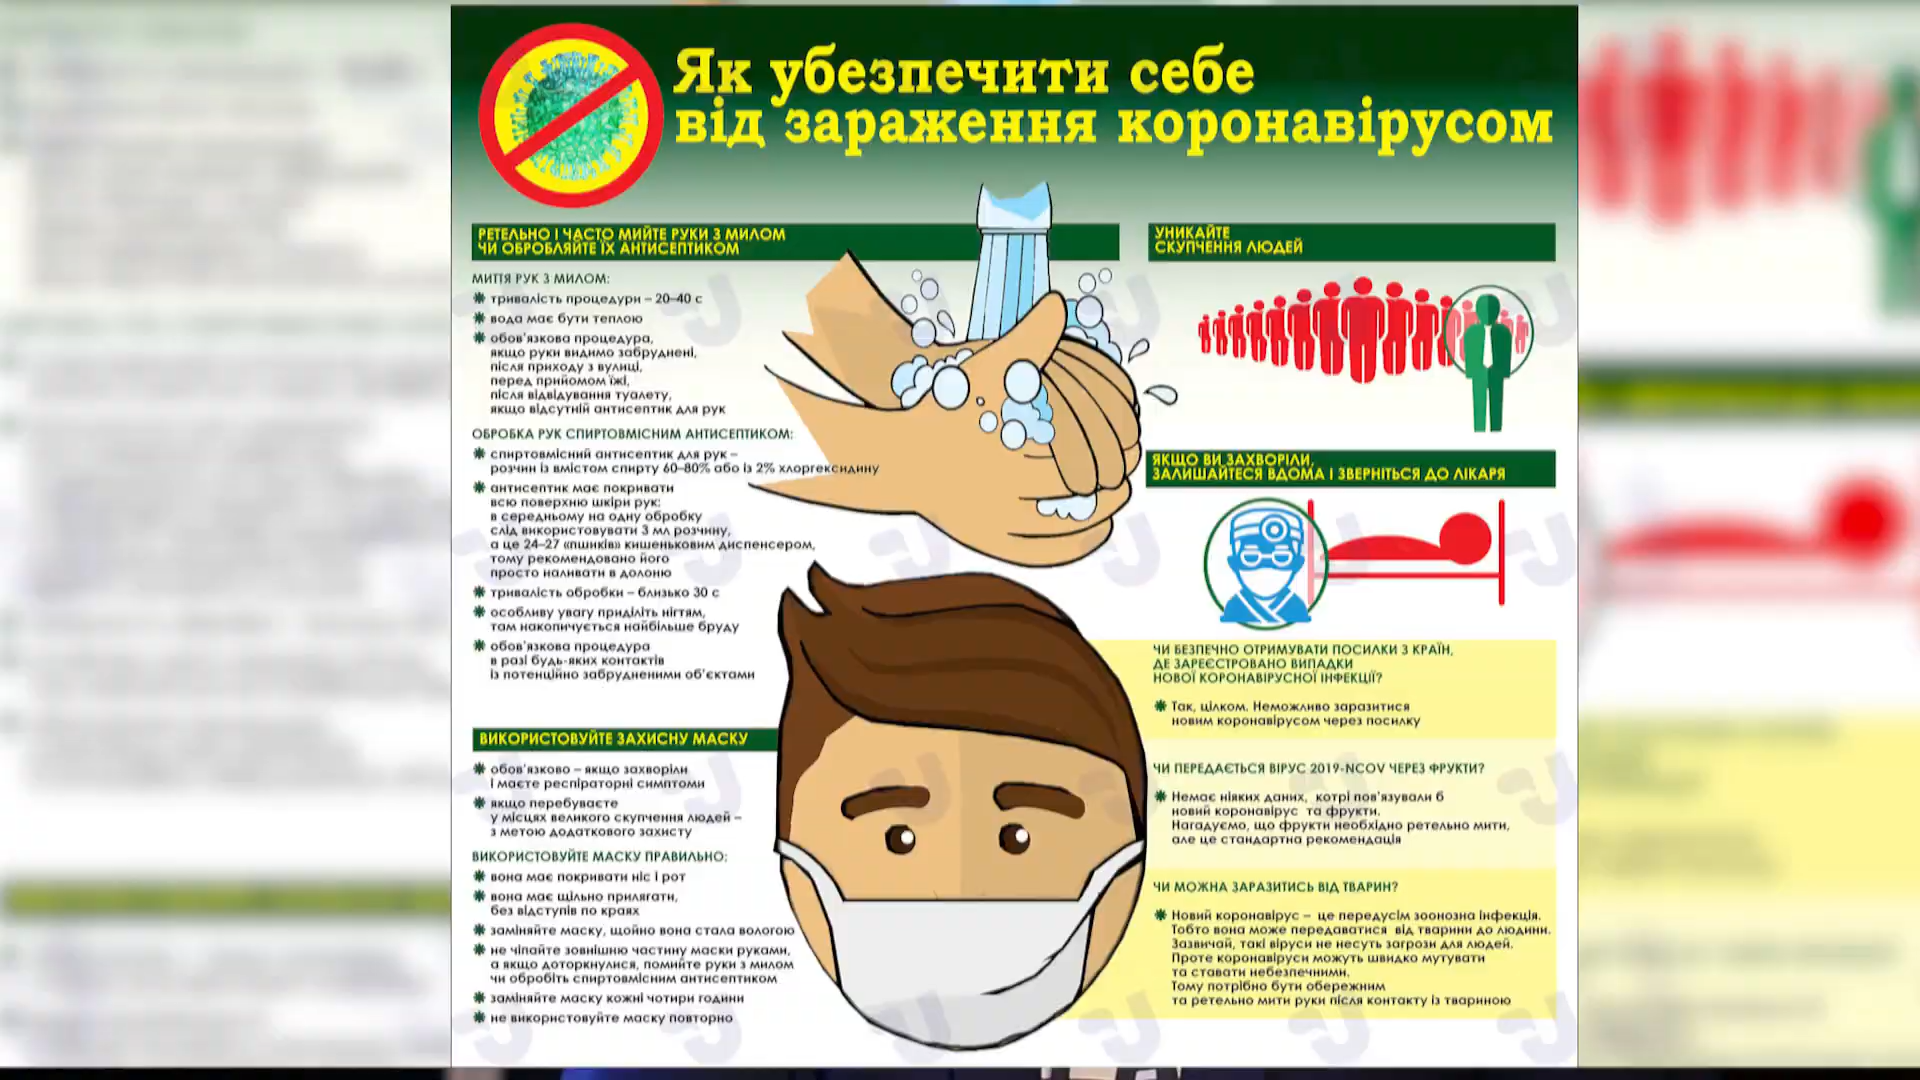 Як убезпечити себе
від зараження коронавірусом
РЕТЕЛЬНО І ЧАСТО МИЙТЕ РУКИ З МИЛОМ
ЧИ ОБРОБЛЯЙТЕ ЇХ АНТИСЕПТИКОМ
МИТТЯ РУК З МИЛОМ:
тривалість процедури – 20–40 с
вода має бути теплою
обов'язкова процедура,
якщо руки видимо забруднені,
після приходу з вулиці,
перед прийомом їжі,
після відвідування туалету,
якщо відсутній антисептик для рук
ОБРОБКА РУК СПИРТОВМІСНИМ АНТИСЕПТИКОМ:
спиртовмісний антисептик для рук –
розчин із вмістом спирту 60–80% або із 2% хлоргексидину
антисептик має покривати
всю поверхню шкіри рук:
в середньому на одну обробку
слід використовувати 3 мл розчину,
а це 24–27 «пшиків» кишеньковим диспенсером,
тому рекомендовано його
просто наливати в долоню
тривалість обробки – близько 30 с
особливу увагу приділіть нігтям,
там накопичується найбільше бруду
обов'язкова процедура
в разі будь-яких контактів
із потенційно забрудненими об'єктами
ВИКОРИСТОВУЙТЕ ЗАХИСНУ МАСКУ
обов'язково – якщо захворіли
і маєте респіраторні симптоми
якщо перебуваєте
у місцях великого скупчення людей –
з метою додаткового захисту
ВИКОРИСТОВУЙТЕ МАСКУ ПРАВИЛЬНО:
вона має покривати ніс і рот
вона має щільно прилягати,
без відступів по краях
заміняйте маску, щойно вона стала вологою
не чіпайте зовнішню частину маски руками,
а якщо доторкнулися, помийте руки з милом
чи обробіть спиртовмісним антисептиком
заміняйте маску кожні чотири години
не використовуйте маску повторно
УНИКАЙТЕ
СКУПЧЕННЯ ЛЮДЕЙ
ЯКЩО ВИ ЗАХВОРІЛИ,
ЗАЛИШАЙТЕСЯ ВДОМА І ЗВЕРНІТЬСЯ ДО ЛІКАРЯ
ЧИ БЕЗПЕЧНО ОТРИМУВАТИ ПОСИЛКИ З КРАЇН,
ДЕ ЗАРЕЄСТРОВАНО ВИПАДКИ
НОВОЇ КОРОНАВІРУСНОЇ ІНФЕКЦІЇ?
Так, цілком. Неможливо заразитися
новим коронавірусом через посилку
ЧИ ПЕРЕДАЄТЬСЯ ВІРУС 2019-NCOV ЧЕРЕЗ ФРУКТИ?
Немає ніяких даних, котрі пов'язували б
новий коронавірус та фрукти.
Нагадуємо, що фрукти необхідно ретельно мити,
але це стандартна рекомендація
ЧИ МОЖНА ЗАРАЗИТИСЬ ВІД ТВАРИН?
Новий коронавірус – це передусім зоонозна інфекція.
Тобто вона може передаватися від тварини до людини.
Зазвичай, такі віруси не несуть загрози для людей.
Проте коронавіруси можуть швидко мутувати
та ставати небезпечними.
Тому потрібно бути обережним
та ретельно мити руки після контакту із твариною